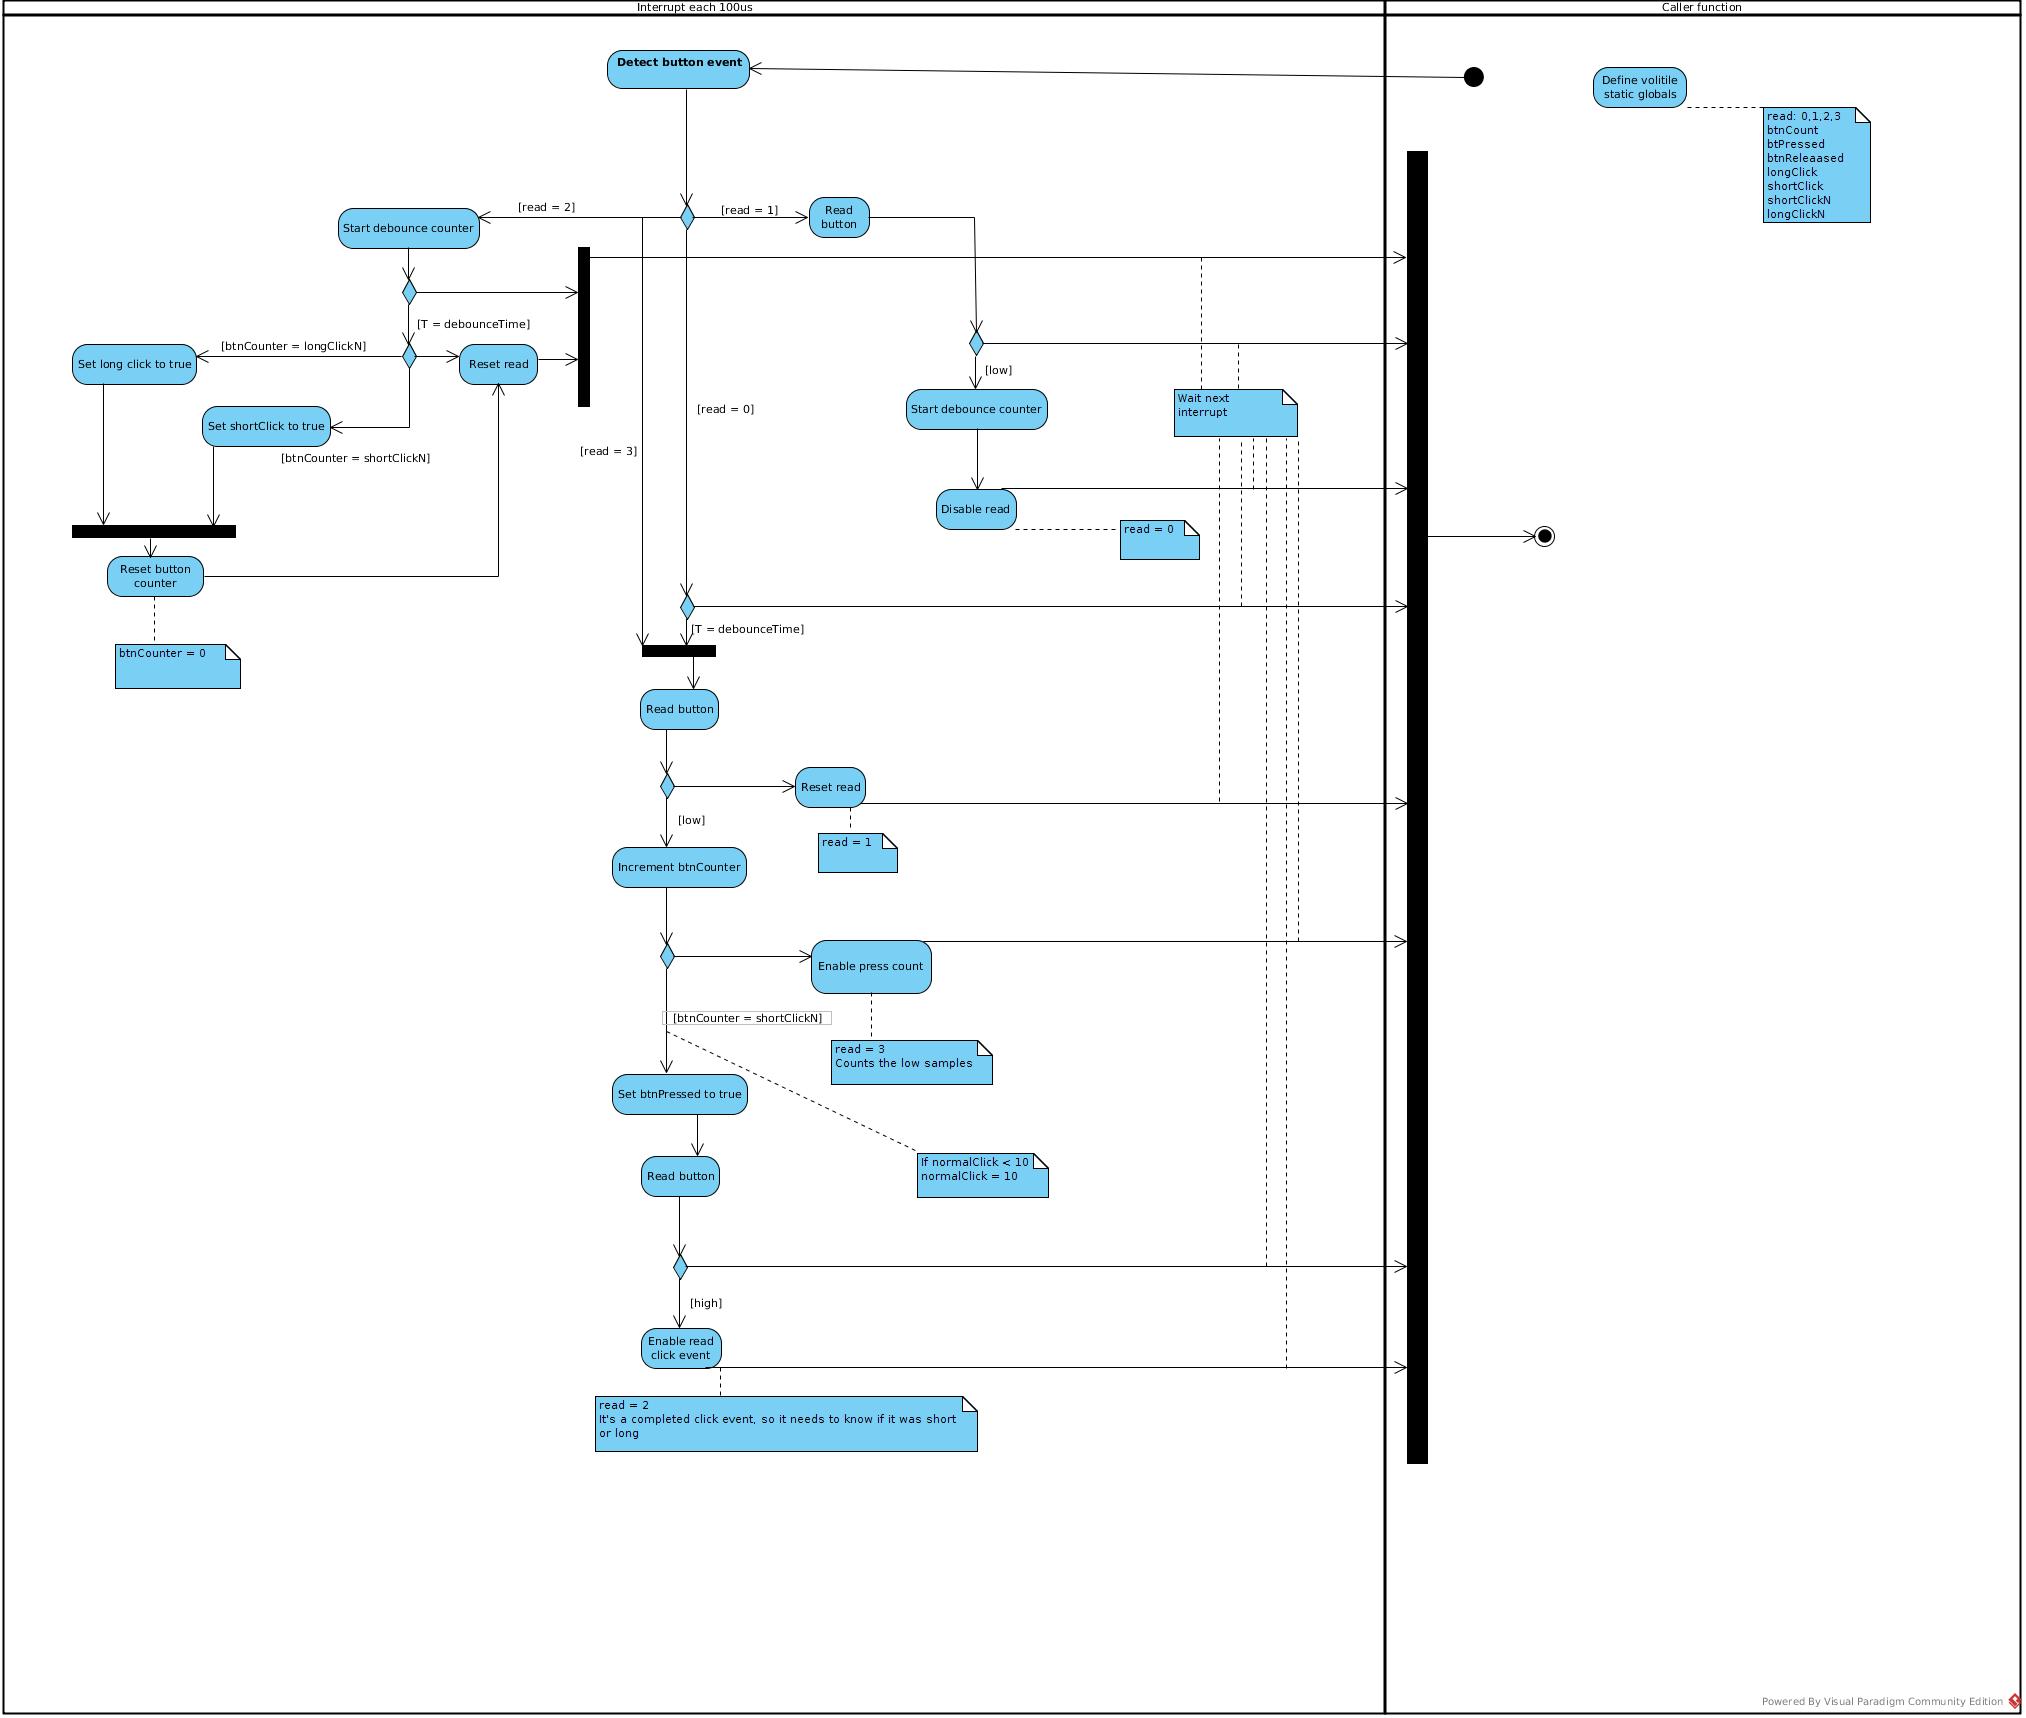 Interrupt each 100us
Caller function
Detect button event
Define volitile
static globals
read: 0,1,2,3
btnCount
btPressed
btnReleaased
longClick
shortClick
shortClickN
longClickN
[read = 2]
[read = 1]
Read
button
Start debounce counter
[T = debounceTime]
[btnCounter = longClickN]
Set long click to true
Reset read
[low]
Wait next
interrupt
Start debounce counter
[read = 0]
Set shortClick to true
[btnCounter = shortClickN]
[read = 3]
Disable read
read = 0
Reset button
counter
[T = debounceTime]
btnCounter = 0
Read button
Reset read
[low]
read = 1
Increment btnCounter
Enable press count
[btnCounter = shortClickN]
read = 3
Counts the low samples
Set btnPressed to true
If normalClick < 10
normalClick = 10
Read button
[high]
Enable read
click event
read = 2
It's a completed click event, so it needs to know if it was short
or long
Powered By Visual Paradigm Community Edition